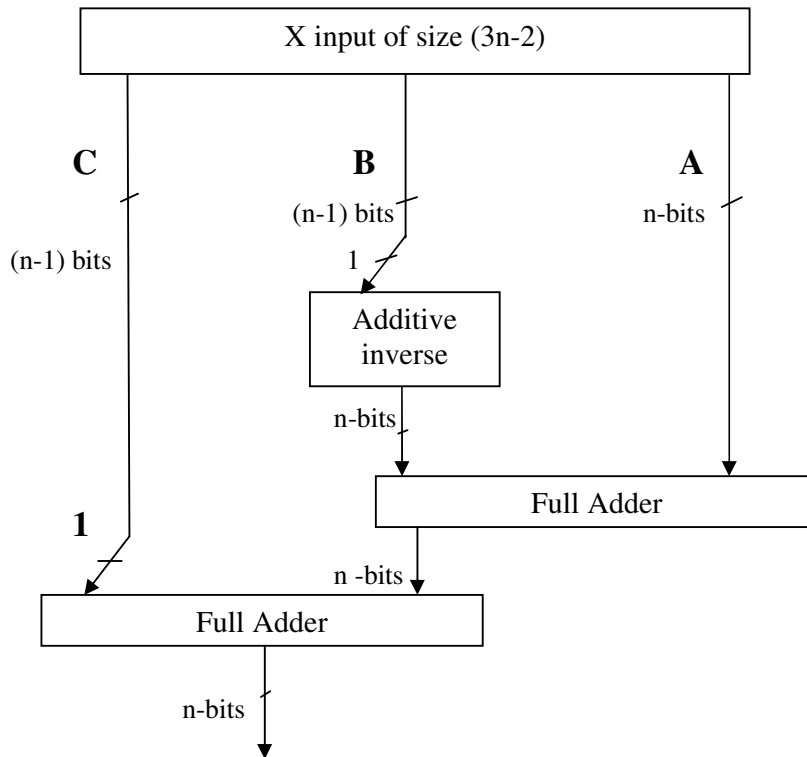 X input of size (3n-2)
C
B
A
(n-1) bits
n-bits
(n-1) bits
1
Additive
inverse
n-bits
Full Adder
1
n -bits
Full Adder
n-bits